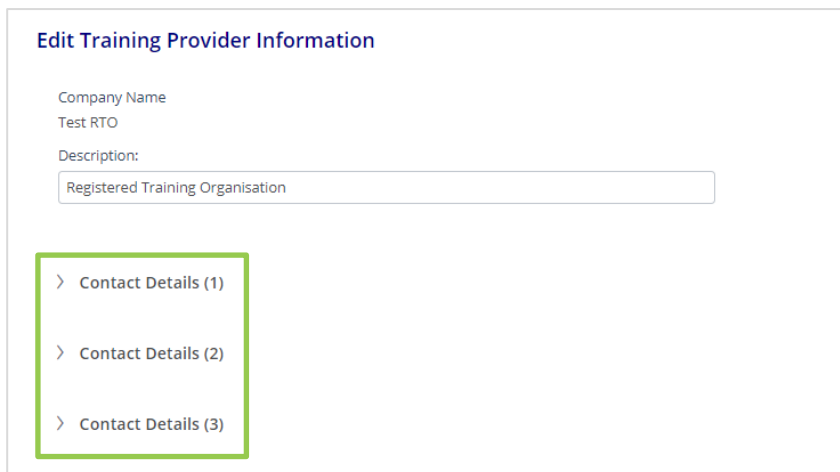 Edit Training Provider Information
Company Name
Test RTO
Description:
Registered Training Organisation
Contact Details (1)
Contact Details (2)
Contact Details (3)